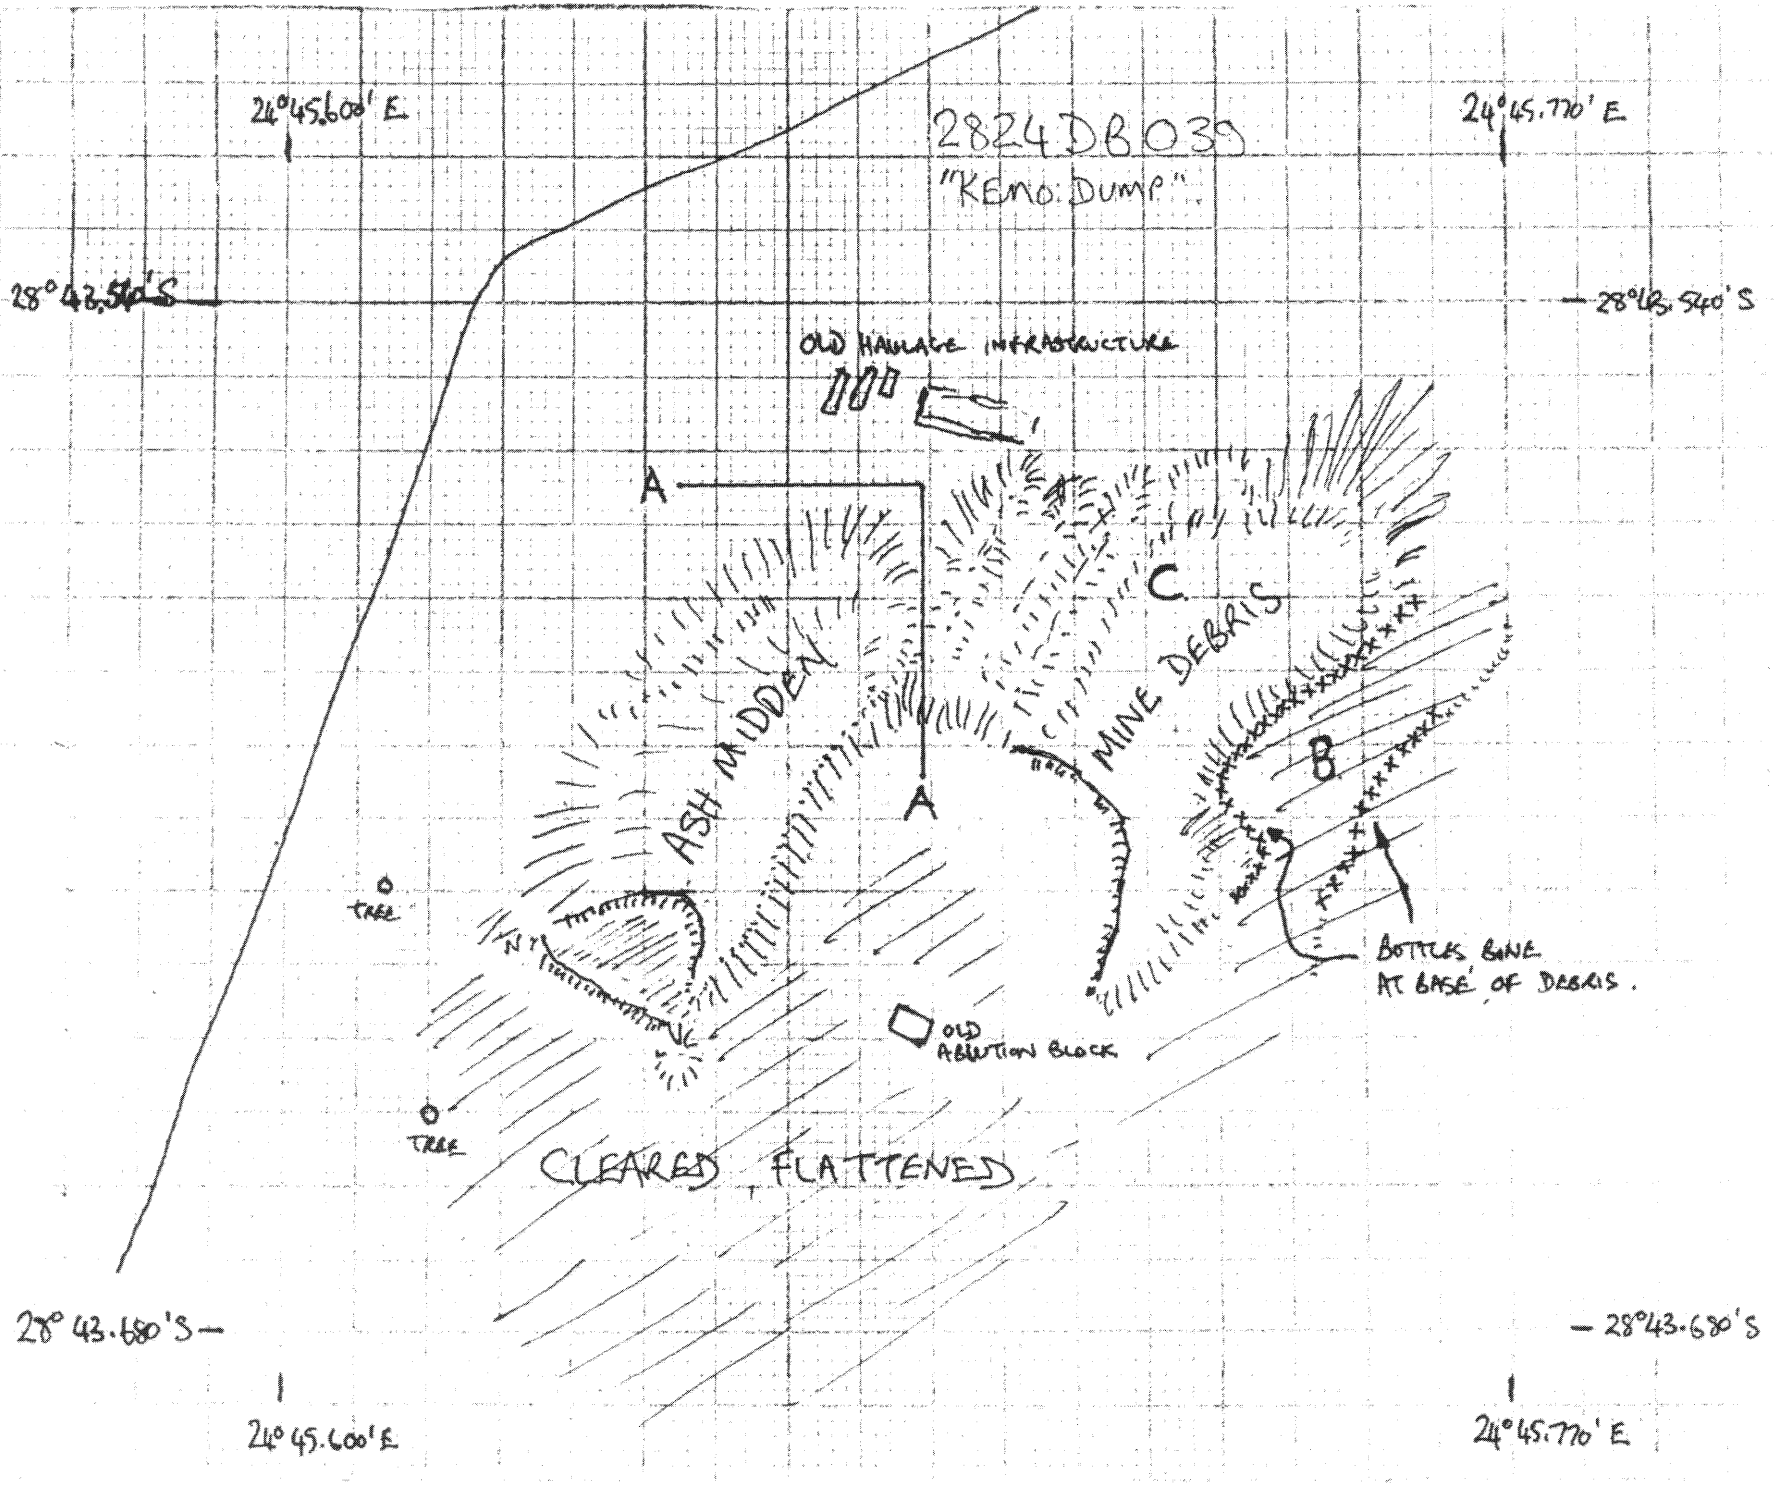 24°45.600'E
24°45.770'E
2824DB039
"KEMO: DUMP".
28°43.540'S
28°43.540'S
OLD HAULAGE INFRASTRUCTURE
A
C
ASH MIDDEN
MINE DEBRIS
B
A
TREE
BOTTLES BONE
AT BASE OF DEBRIS.
OLD
ABLUTION BLOCK
TREE
CLEARED, FLATTENED
28°43.680'S
28°43.680'S
24°45.600'E
24°45.770'E